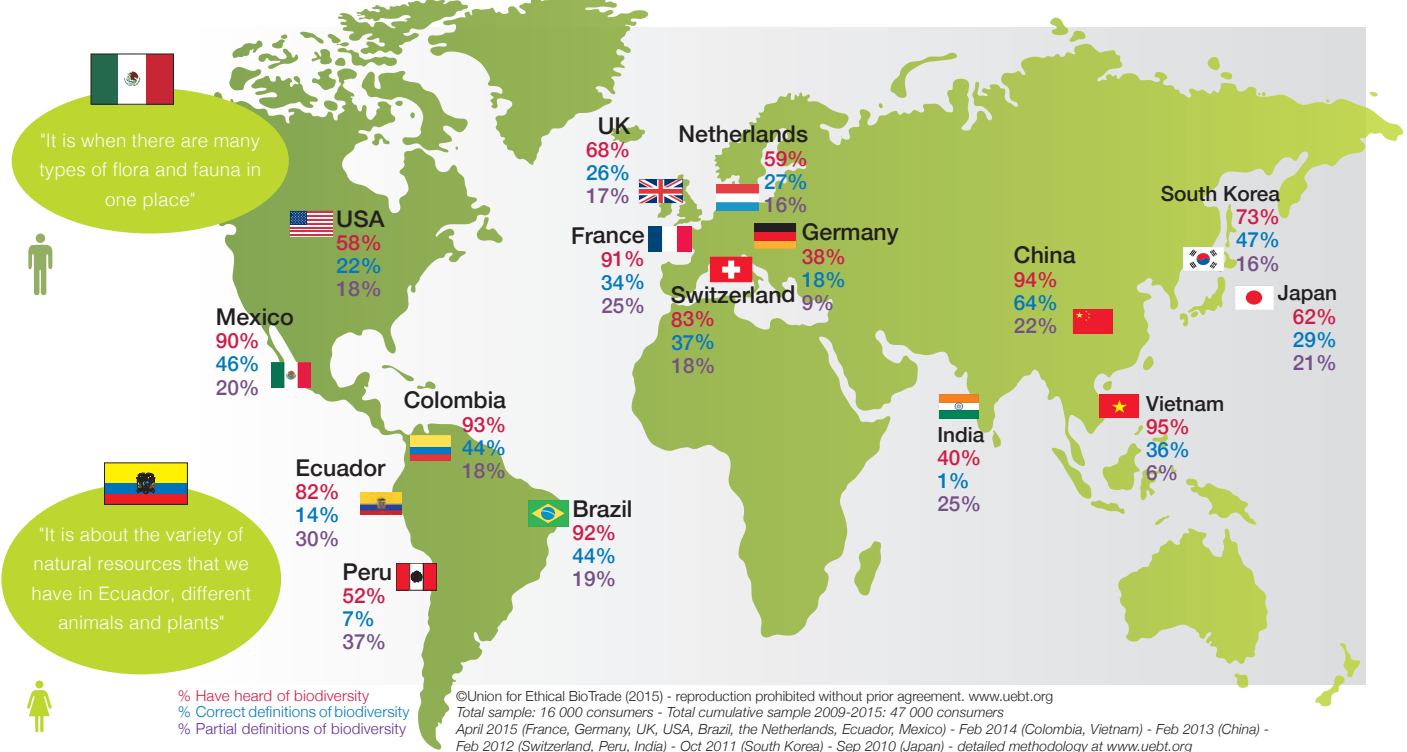 "It is when there are many
types of flora and fauna in
one place"
USA
58%
22%
18%
Mexico
90%
46%
20%
Colombia
93%
44%
18%
Ecuador
82%
14%
30%
Brazil
92%
44%
19%
Peru
52%
7%
37%
"It is about the variety of
natural resources that we
have in Ecuador, different
animals and plants"
UK
68%
26%
17%
Netherlands
59%
27%
16%
France
91%
34%
25%
Germany
38%
18%
9%
Switzerland
83%
37%
18%
China
94%
64%
22%
South Korea
73%
47%
16%
Japan
62%
29%
21%
India
40%
1%
25%
Vietnam
95%
36%
6%
% Have heard of biodiversity
% Correct definitions of biodiversity
% Partial definitions of biodiversity
©Union for Ethical BioTrade (2015) - reproduction prohibited without prior agreement. www.uebt.org
Total sample: 16 000 consumers - Total cumulative sample 2009-2015: 47 000 consumers
April 2015 (France, Germany, UK, USA, Brazil, the Netherlands, Ecuador, Mexico) - Feb 2014 (Colombia, Vietnam) - Feb 2013 (China) -
Feb 2012 (Switzerland, Peru, India) - Oct 2011 (South Korea) - Sep 2010 (Japan) - detailed methodology at www.uebt.org